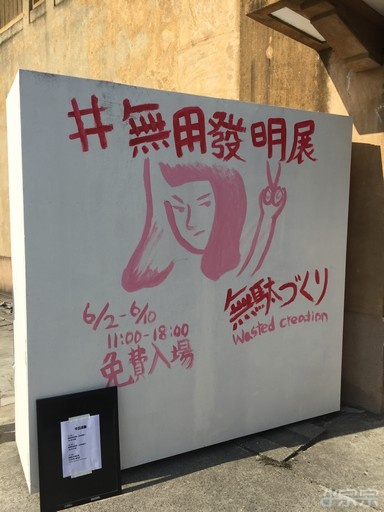 #無用發明展
無駄づくり
Wasted creation
6/2-6/10
11:00-18:00
免費入場